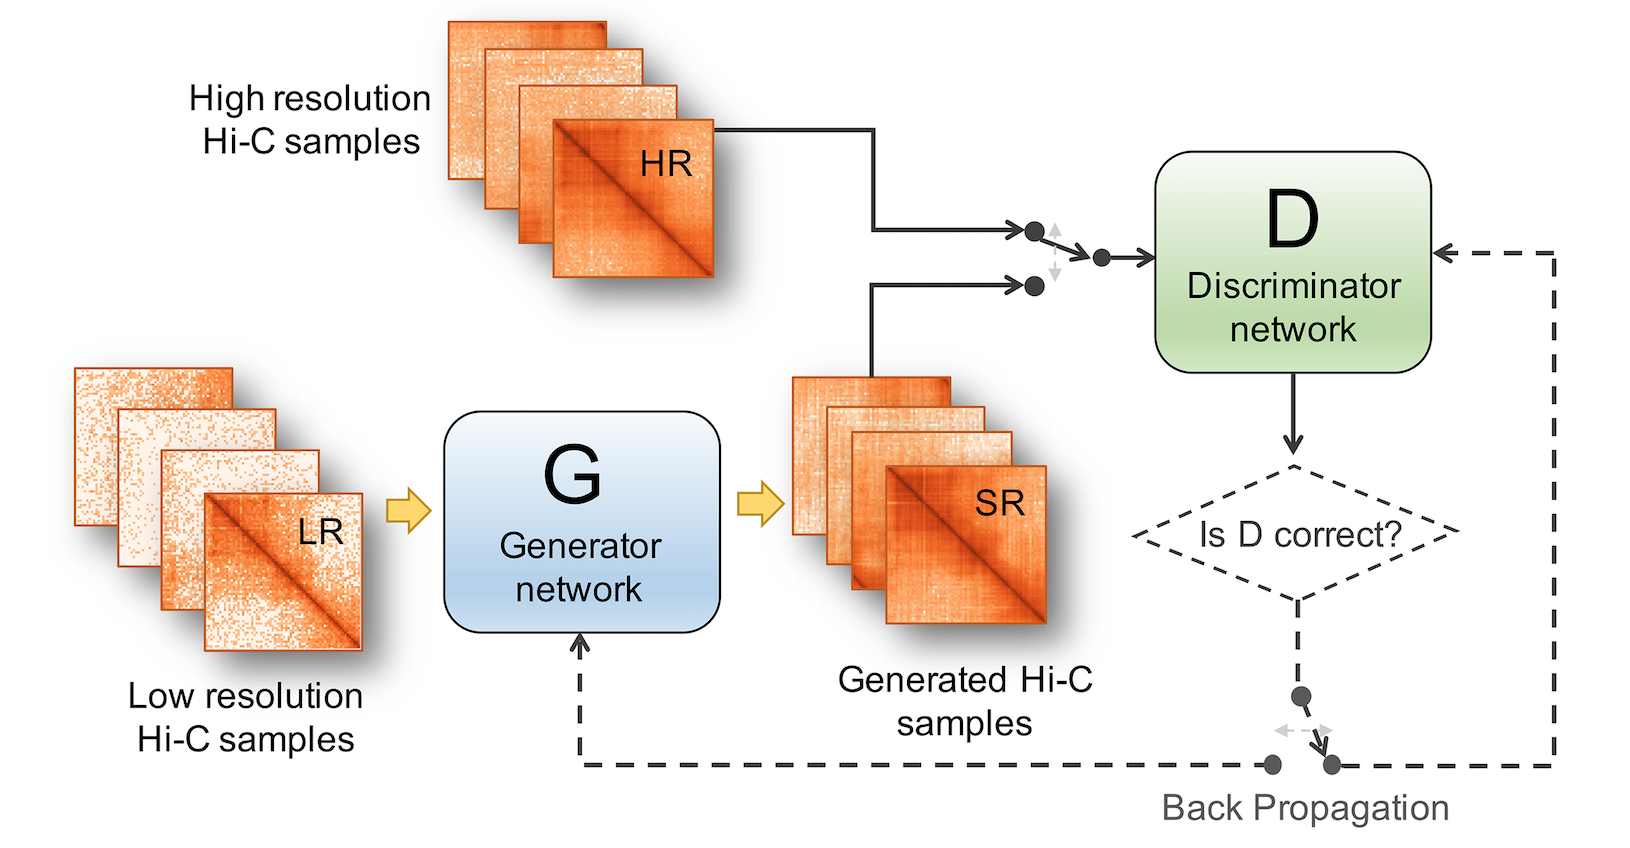 High resolution
Hi-C samples
HR
D
Discriminator
network
LR
G
Generator
network
SR
Is D correct?
Low resolution
Hi-C samples
Generated Hi-C
samples
Back Propagation